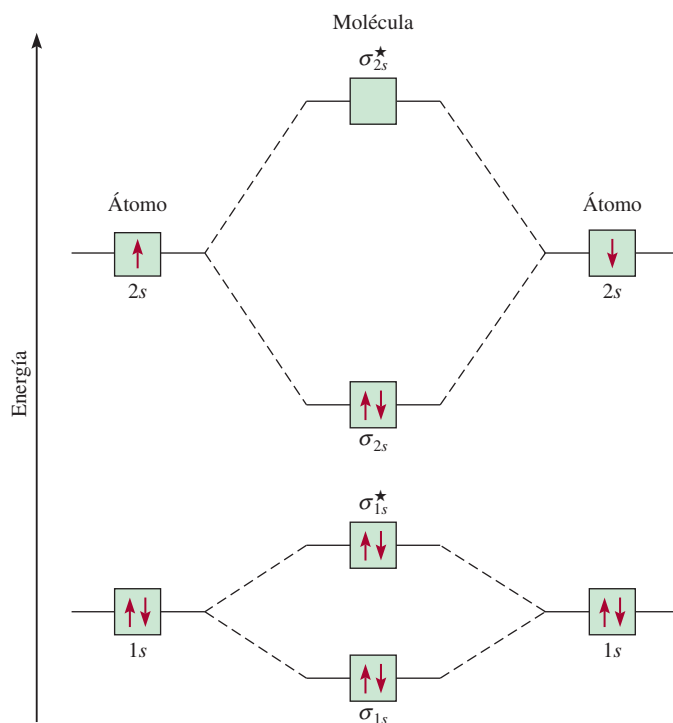 Molécula
σ★2s
Átomo
Átomo
2s
2s
Energía
σ2s
σ★1s
1s
1s
σ1s